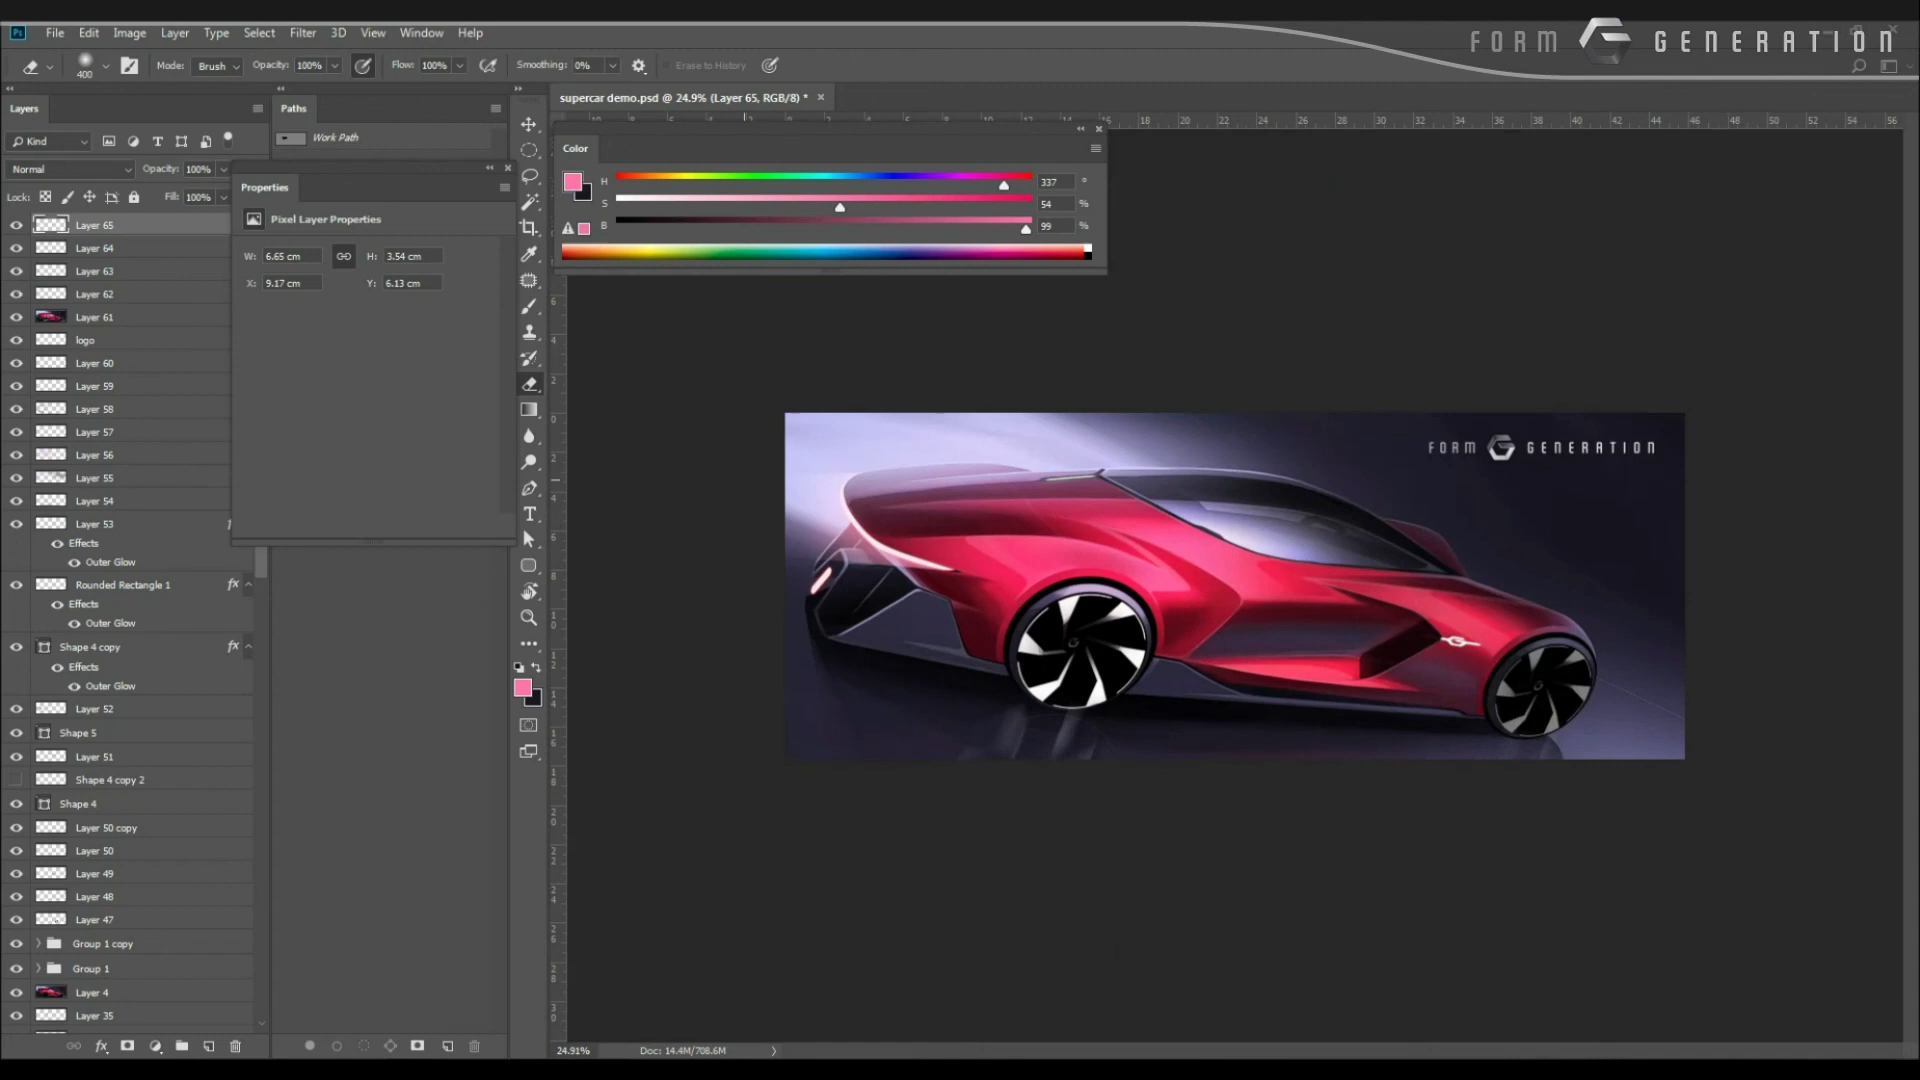 FORM GENERATION
Ps File Edit Image Layer Type Select Filter 3D View Window Help
400 Mode: Brush Opacity: 100% Flow: 100% Smoothing: 0% Erase to History
Layers
Paths
supercar demo.psd @ 24.9% (Layer 65, RGB/8) * ×
Kind
Work Path
Normal Opacity: 100%
Lock: Fill: 100%
Properties
Pixel Layer Properties
W: 6.65 cm H: 3.54 cm
X: 9.17 cm Y: 6.13 cm
Color
H 337 °
S 54 %
B 99 %
Layer 65
Layer 64
Layer 63
Layer 62
Layer 61
logo
Layer 60
Layer 59
Layer 58
Layer 57
Layer 56
Layer 55
Layer 54
Layer 53
Effects
Outer Glow
Rounded Rectangle 1 fx
Effects
Outer Glow
Shape 4 copy fx
Effects
Outer Glow
Layer 52
Shape 5
Layer 51
Shape 4 copy 2
Shape 4
Layer 50 copy
Layer 50
Layer 49
Layer 48
Layer 47
Group 1 copy
Group 1
Layer 4
Layer 35
fx
FORM GENERATION
24.91% Doc: 14.4M/708.6M